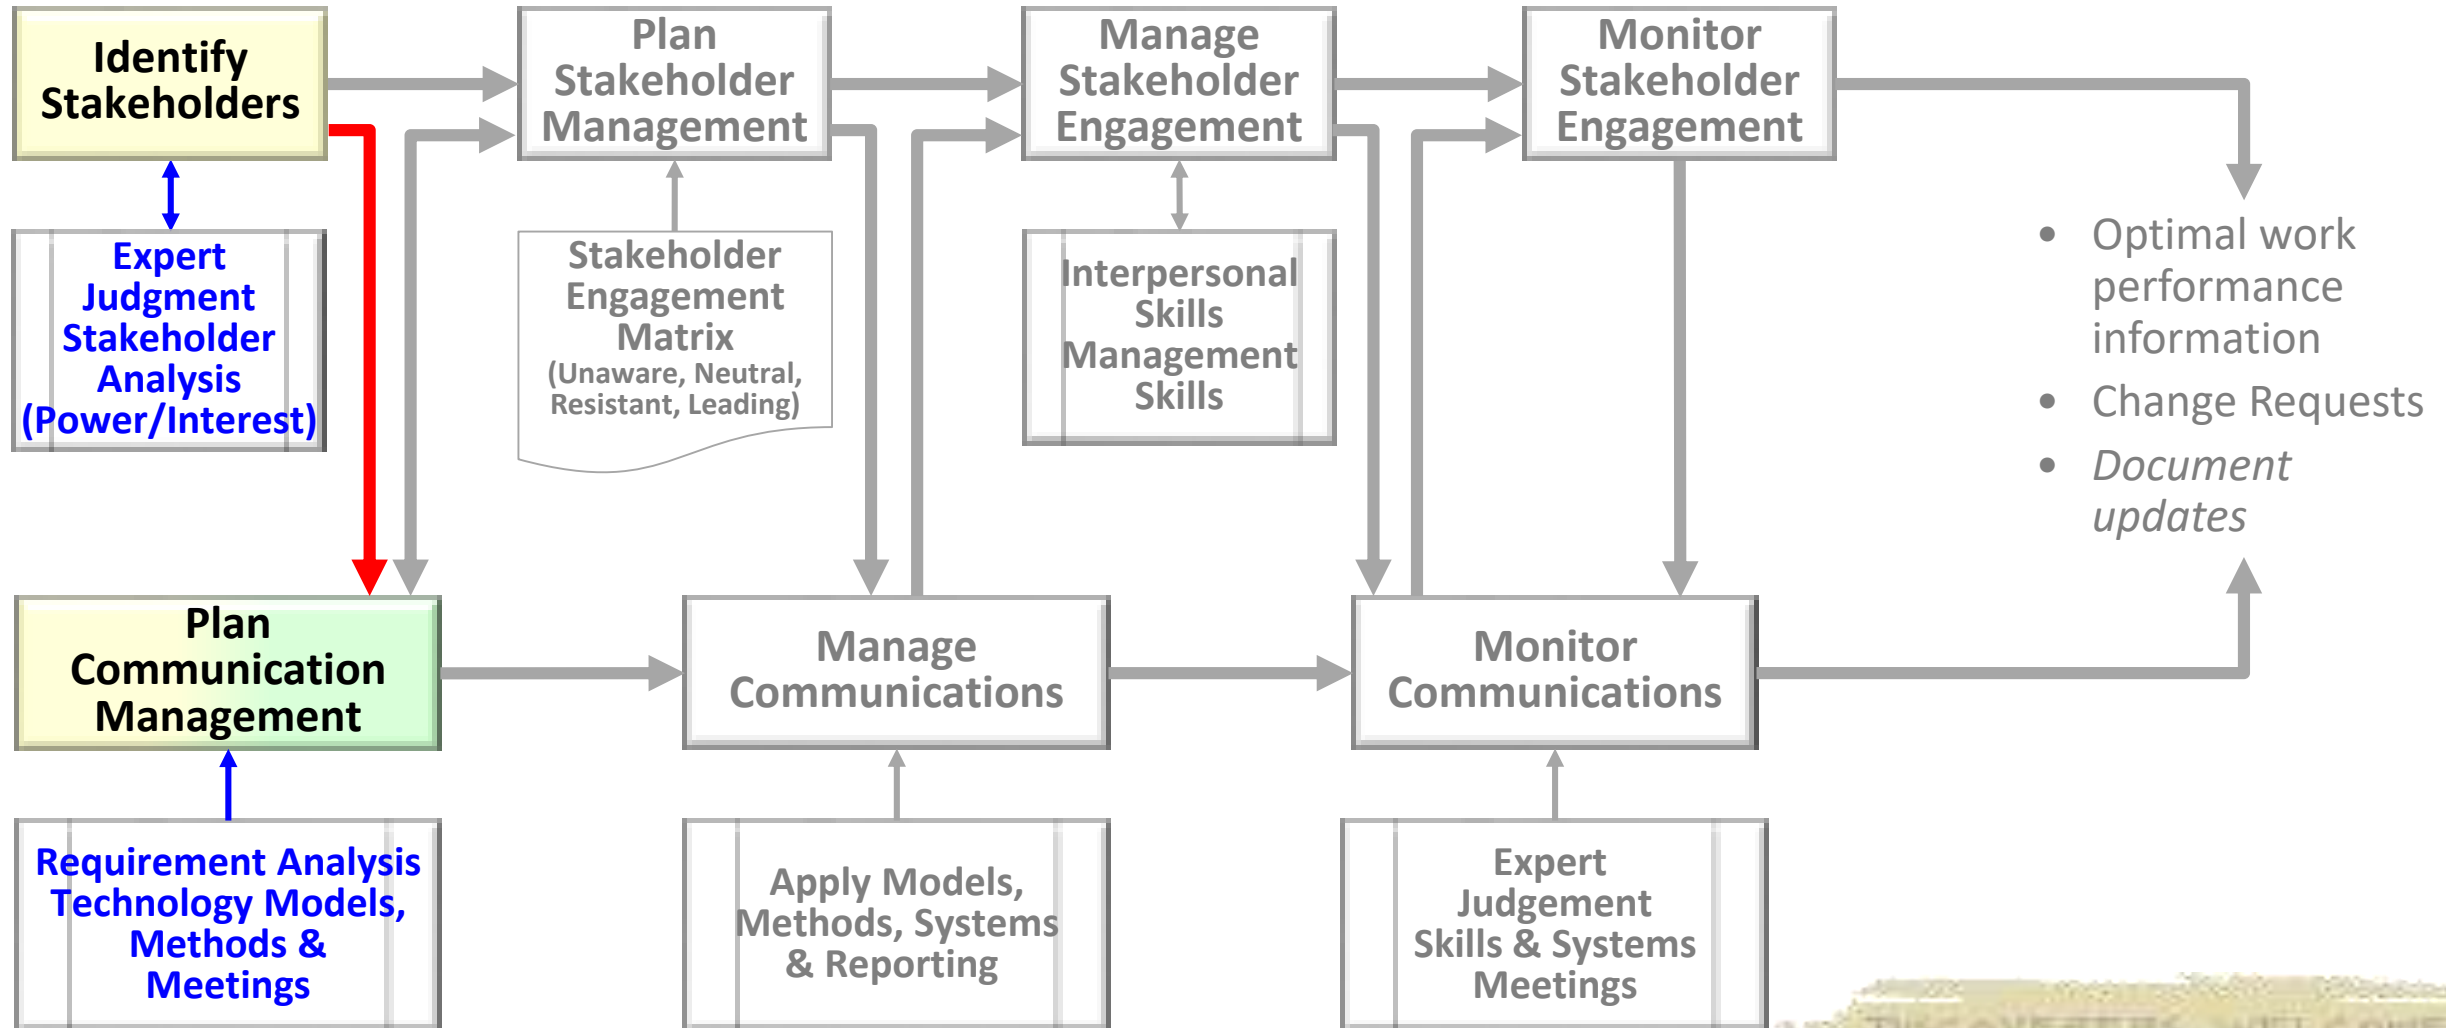 Identify
Stakeholders
Plan
Stakeholder
Management
Manage
Stakeholder
Engagement
Monitor
Stakeholder
Engagement
Expert
Judgment
Stakeholder
Analysis
(Power/Interest)
Stakeholder
Engagement
Matrix
(Unaware, Neutral,
Resistant, Leading)
Interpersonal
Skills
Management
Skills
• Optimal work
performance
information
• Change Requests
• Document
updates
Plan
Communication
Management
Manage
Communications
Monitor
Communications
Requirement Analysis
Technology Models,
Methods &
Meetings
Apply Models,
Methods, Systems
& Reporting
Expert
Judgement
Skills & Systems
Meetings